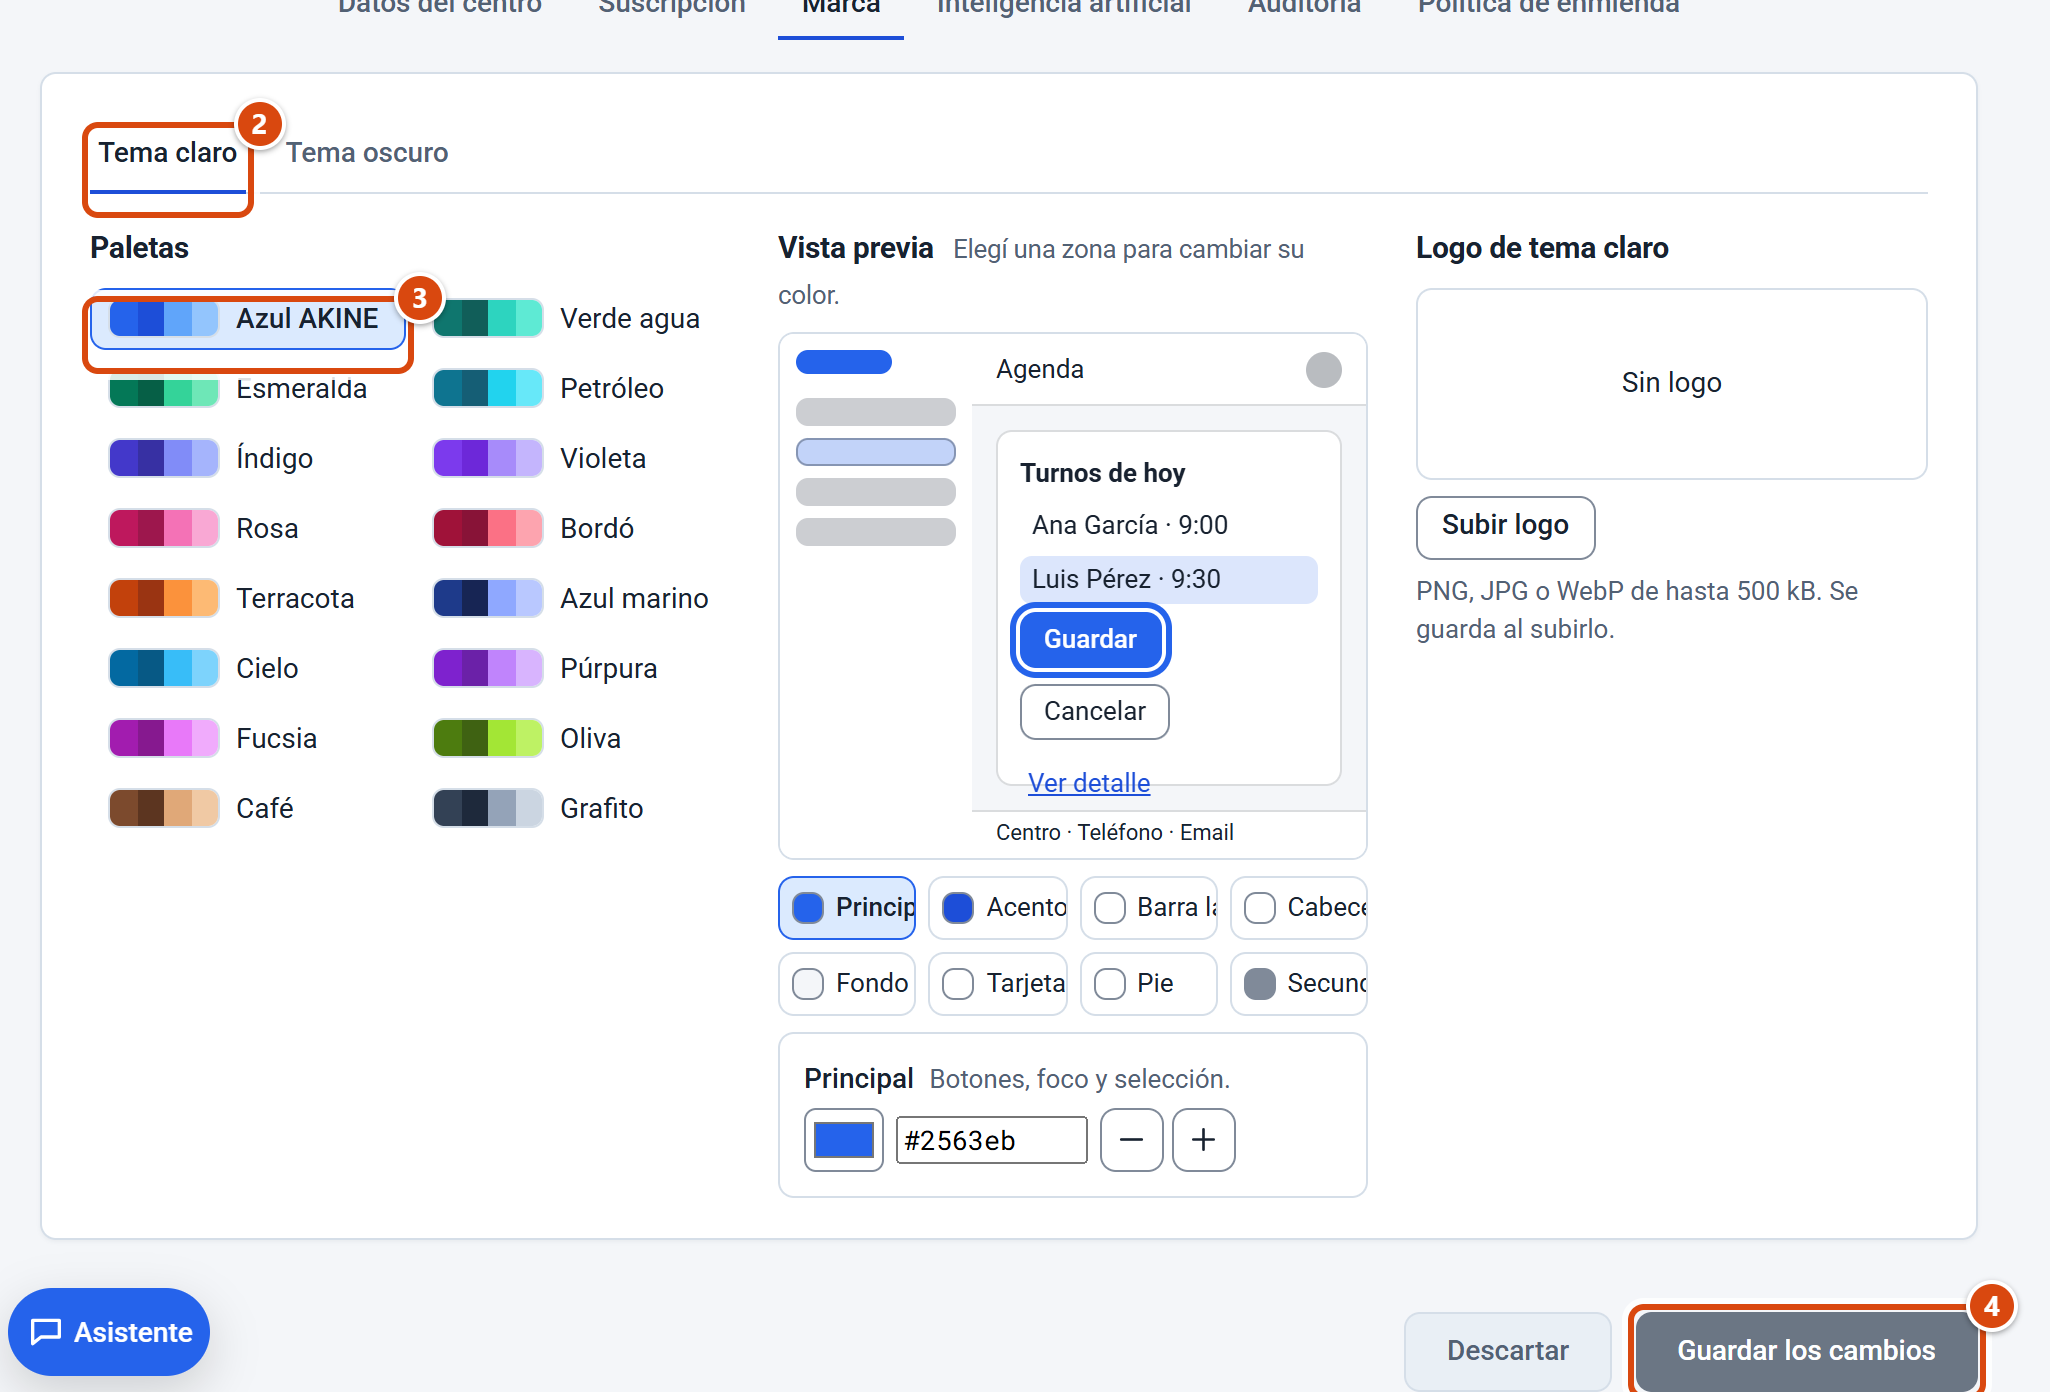 Datos del centro
Suscripción
Marca
Inteligencia artificial
Auditoría
Política de enmienda
2
Tema claro
Tema oscuro
Paletas
3
Azul AKINE
Verde agua
Esmeralda
Petróleo
Índigo
Violeta
Rosa
Bordó
Terracota
Azul marino
Cielo
Púrpura
Fucsia
Oliva
Café
Grafito
Vista previa Elegí una zona para cambiar su
color.
Agenda
Turnos de hoy
Ana García · 9:00
Luis Pérez · 9:30
Guardar
Cancelar
Ver detalle
Centro · Teléfono · Email
Princip
Acento
Barra la
Cabece
Fondo
Tarjeta
Pie
Secund
Principal Botones, foco y selección.
#2563eb
− +
Logo de tema claro
Sin logo
Subir logo
PNG, JPG o WebP de hasta 500 kB. Se
guarda al subirlo.
Asistente
Descartar
4
Guardar los cambios